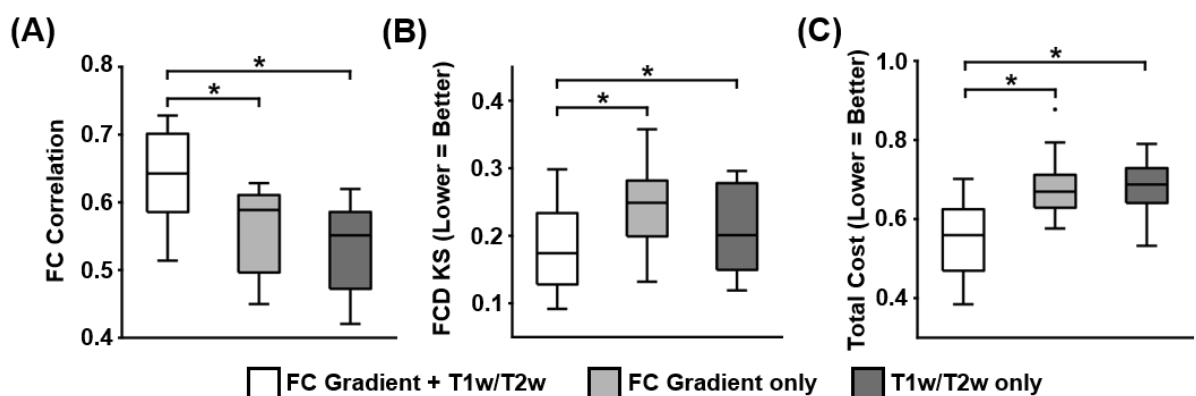 (A)
FC Correlation
0.8
0.7
0.6
0.5
0.4
*
*
(B)
FCD KS (Lower = Better)
0.4
0.3
0.2
0.1
*
*
(C)
Total Cost (Lower = Better)
1.0
0.8
0.6
0.4
*
*
FC Gradient + T1w/T2w
FC Gradient only
T1w/T2w only